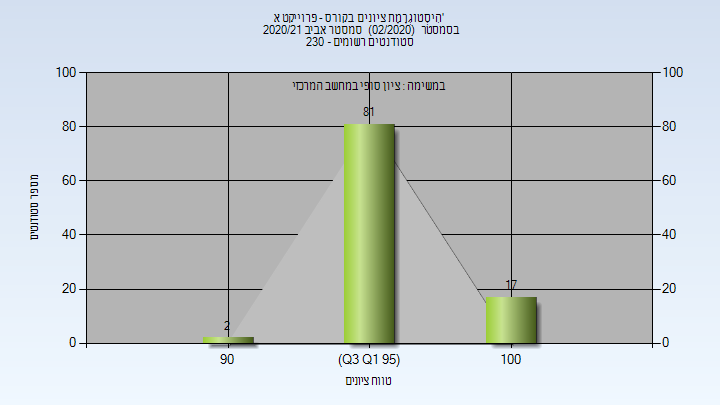 היסטוגרמת ציונים בקורס - פרוייקט א'
בסמסטר (02/2020) סמסטר אביב 2020/21
סטודנטים רשומים - 230
במשימה : ציון סופי במחשב המרכזי
100
80
60
40
20
0
100
80
60
40
20
0
מספר סטודנטים
2
81
17
90
(Q3 Q1 95)
100
טווח ציונים